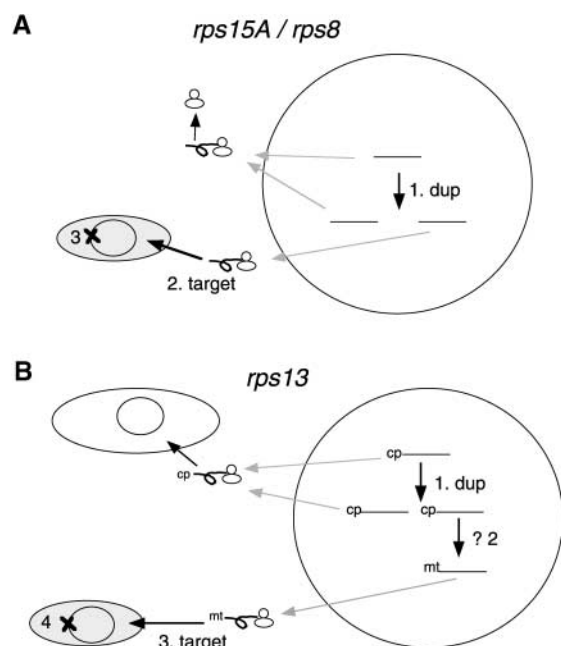 A
rps15A / rps8
1. dup
3
2. target
B
rps13
cp
cp
1. dup
cp cp
? 2
mt
mt
4
3. target